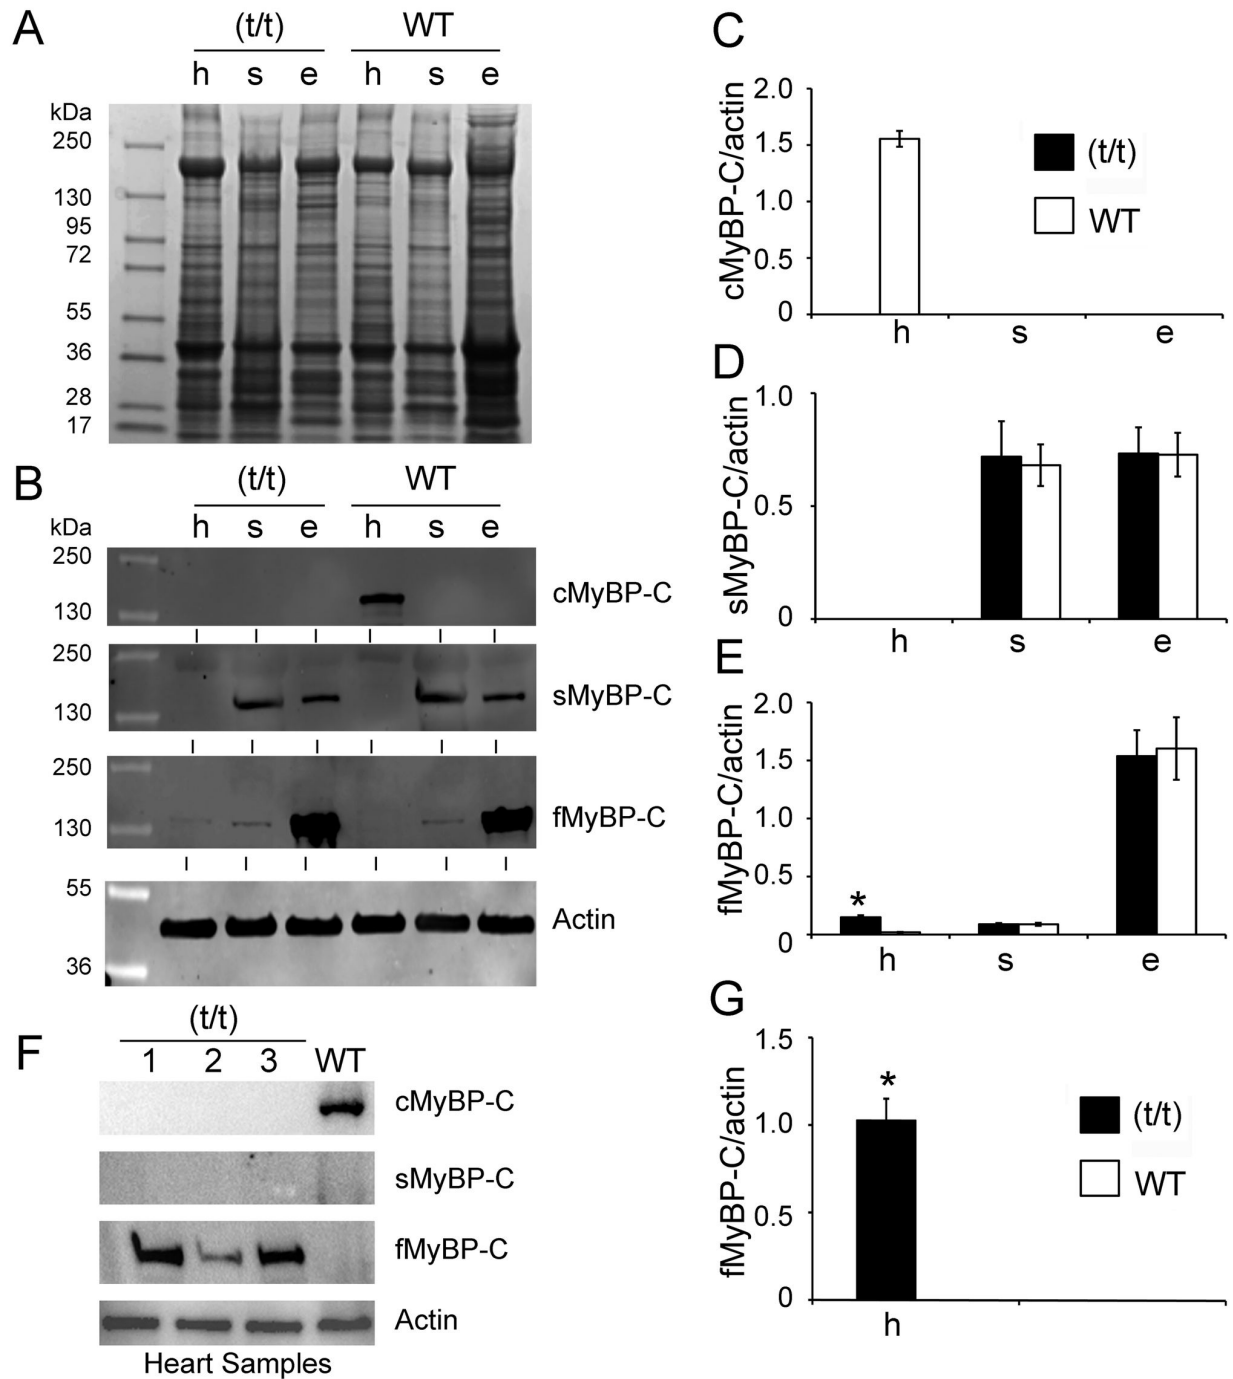 A
(t/t) WT
h s e h s e
kDa
250
130
95
72
55
36
28
17
B
(t/t) WT
h s e h s e
kDa
250
130
cMyBP-C
250
130
sMyBP-C
250
130
fMyBP-C
55
36
Actin
F
(t/t)
1 2 3 WT
cMyBP-C
sMyBP-C
fMyBP-C
Actin
Heart Samples
C
cMyBP-C/actin
2.0
1.5
1.0
0.5
0
h s e
(t/t)
WT
D
sMyBP-C/actin
1.0
0.5
0
h s e
E
fMyBP-C/actin
2.0
1.5
1.0
0.5
0
*
h s e
G
fMyBP-C/actin
1.5
1.0
0.5
0
*
h
(t/t)
WT